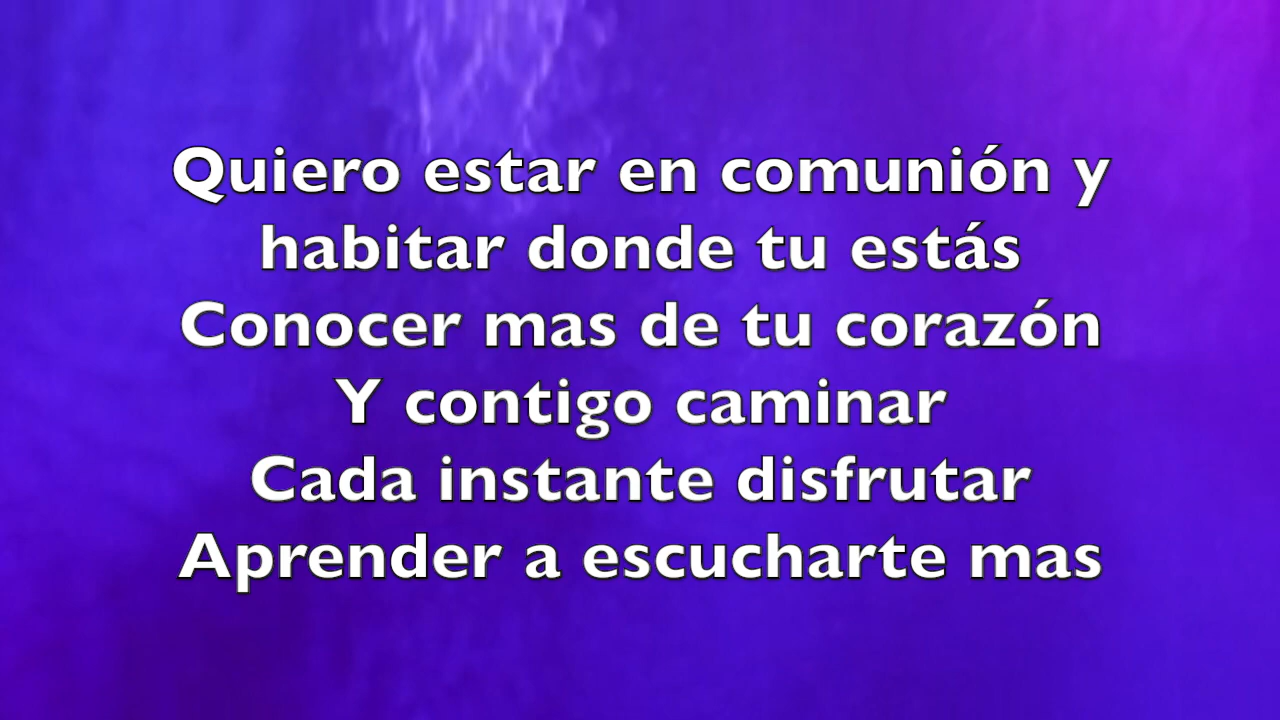 Quiero estar en comunión y
habitar donde tu estás
Conocer mas de tu corazón
Y contigo caminar
Cada instante disfrutar
Aprender a escucharte mas